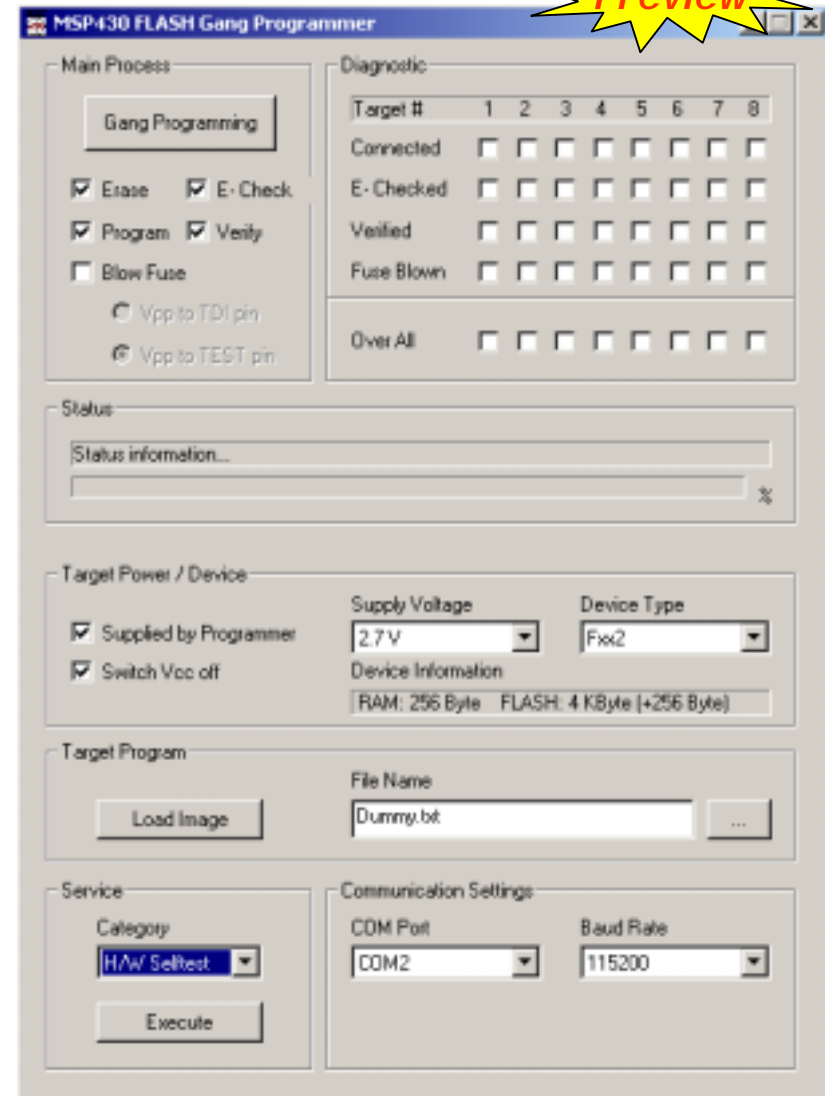 Preview
MSP430 FLASH Gang Programmer
Main Process
Gang Programming
Erase
E- Check
Program
Verify
Blow Fuse
Vpp to TDI pin
Vpp to TEST pin
Diagnostic
Target # 1 2 3 4 5 6 7 8
Connected
E- Checked
Verified
Fuse Blown
Over All
Status
Status information...
%
Target Power / Device
Supplied by Programmer
Switch Vcc off
Supply Voltage
2.7 V
Device Type
Fxx2
Device Information
RAM: 256 Byte FLASH: 4 KByte (+256 Byte)
Target Program
Load Image
File Name
Dummy.txt
...
Service
Category
H/W Selftest
Execute
Communication Settings
COM Port
COM2
Baud Rate
115200